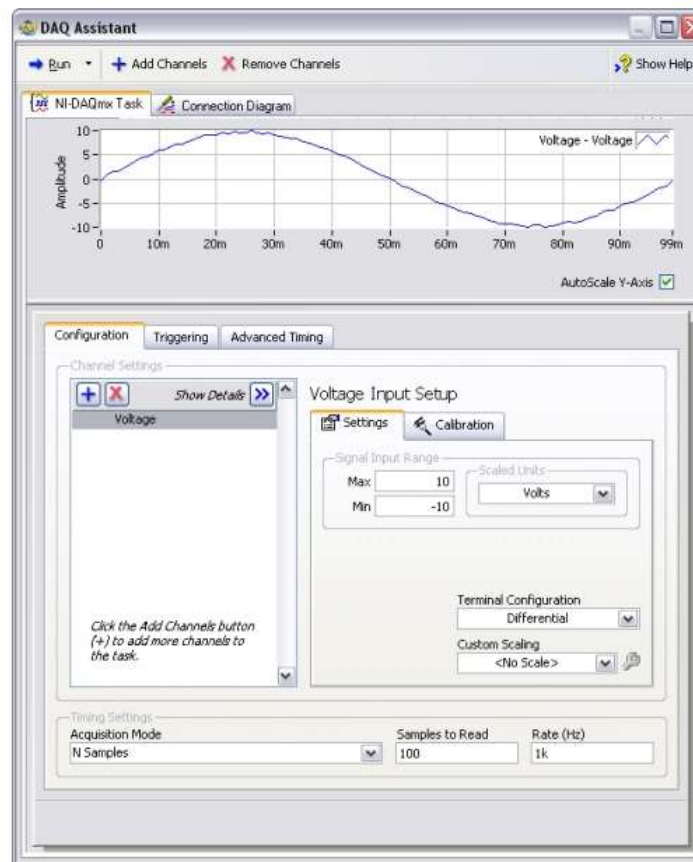 DAQ Assistant
Run + Add Channels X Remove Channels Show Help
NI-DAQmx Task Connection Diagram
10
5
0
-5
-10
Amplitude
Voltage - Voltage
0 10m 20m 30m 40m 50m 60m 70m 80m 90m 99m
AutoScale Y-Axis
Configuration Triggering Advanced Timing
Channel Settings
Show Details
Voltage
Click the Add Channels button
(+) to add more channels to
the task.
Voltage Input Setup
Settings Calibration
Signal Input Range
Max 10
Min -10
Scaled Units
Volts
Terminal Configuration
Differential
Custom Scaling
<No Scale>
Timing Settings
Acquisition Mode Samples to Read Rate (Hz)
N Samples 100 1k